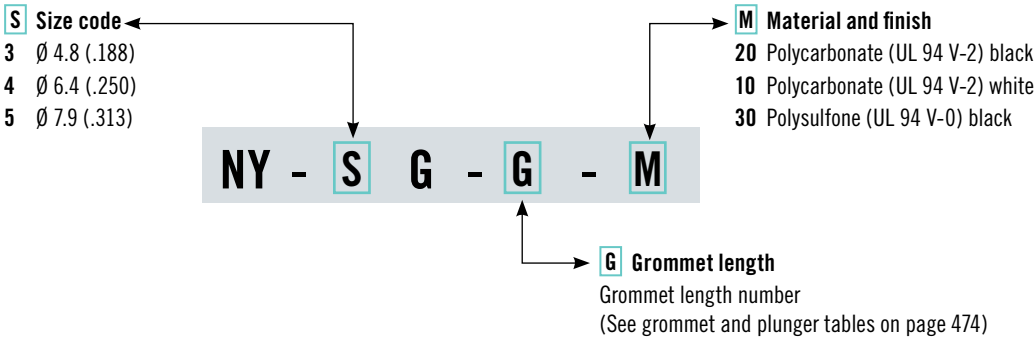 S Size code
3 Ø 4.8 (.188)
4 Ø 6.4 (.250)
5 Ø 7.9 (.313)
M Material and finish
20 Polycarbonate (UL 94 V-2) black
10 Polycarbonate (UL 94 V-2) white
30 Polysulfone (UL 94 V-0) black
NY - S G - G - M
G Grommet length
Grommet length number
(See grommet and plunger tables on page 474)